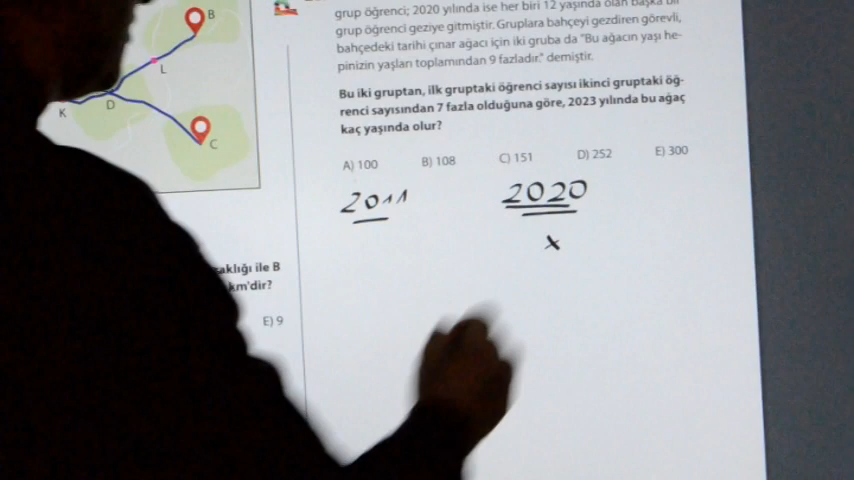 B
L
D
K
C
grup öğrenci; 2020 yılında ise her biri 12 yaşında olan başka bir
grup öğrenci geziye gitmiştir. Gruplara bahçeyi gezdiren görevli,
bahçedeki tarihi çınar ağacı için iki gruba da "Bu ağacın yaşı he-
pinizin yaşları toplamından 9 fazladır." demiştir.
Bu iki gruptan, ilk gruptaki öğrenci sayısı ikinci gruptaki öğ-
renci sayısından 7 fazla olduğuna göre, 2023 yılında bu ağaç
kaç yaşında olur?
A) 100 B) 108 C) 151 D) 252 E) 300
2011 2020
x
aklığı ile B
km'dir?
E) 9